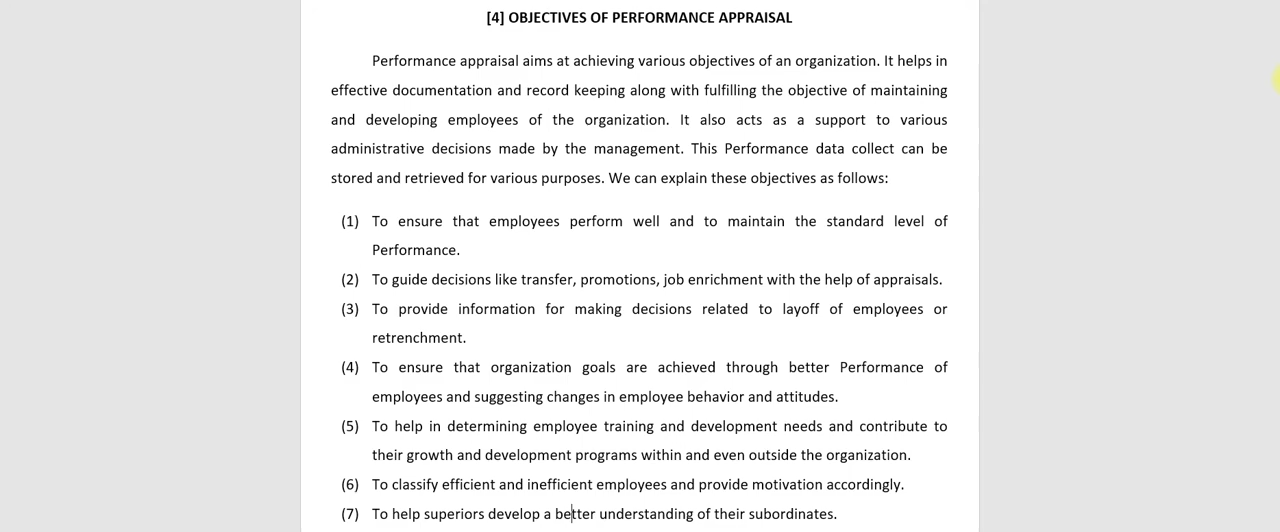 [4] OBJECTIVES OF PERFORMANCE APPRAISAL
Performance appraisal aims at achieving various objectives of an organization. It helps in
effective documentation and record keeping along with fulfilling the objective of maintaining
and developing employees of the organization. It also acts as a support to various
administrative decisions made by the management. This Performance data collect can be
stored and retrieved for various purposes. We can explain these objectives as follows:
(1) To ensure that employees perform well and to maintain the standard level of
Performance.
(2) To guide decisions like transfer, promotions, job enrichment with the help of appraisals.
(3) To provide information for making decisions related to layoff of employees or
retrenchment.
(4) To ensure that organization goals are achieved through better Performance of
employees and suggesting changes in employee behavior and attitudes.
(5) To help in determining employee training and development needs and contribute to
their growth and development programs within and even outside the organization.
(6) To classify efficient and inefficient employees and provide motivation accordingly.
(7) To help superiors develop a better understanding of their subordinates.